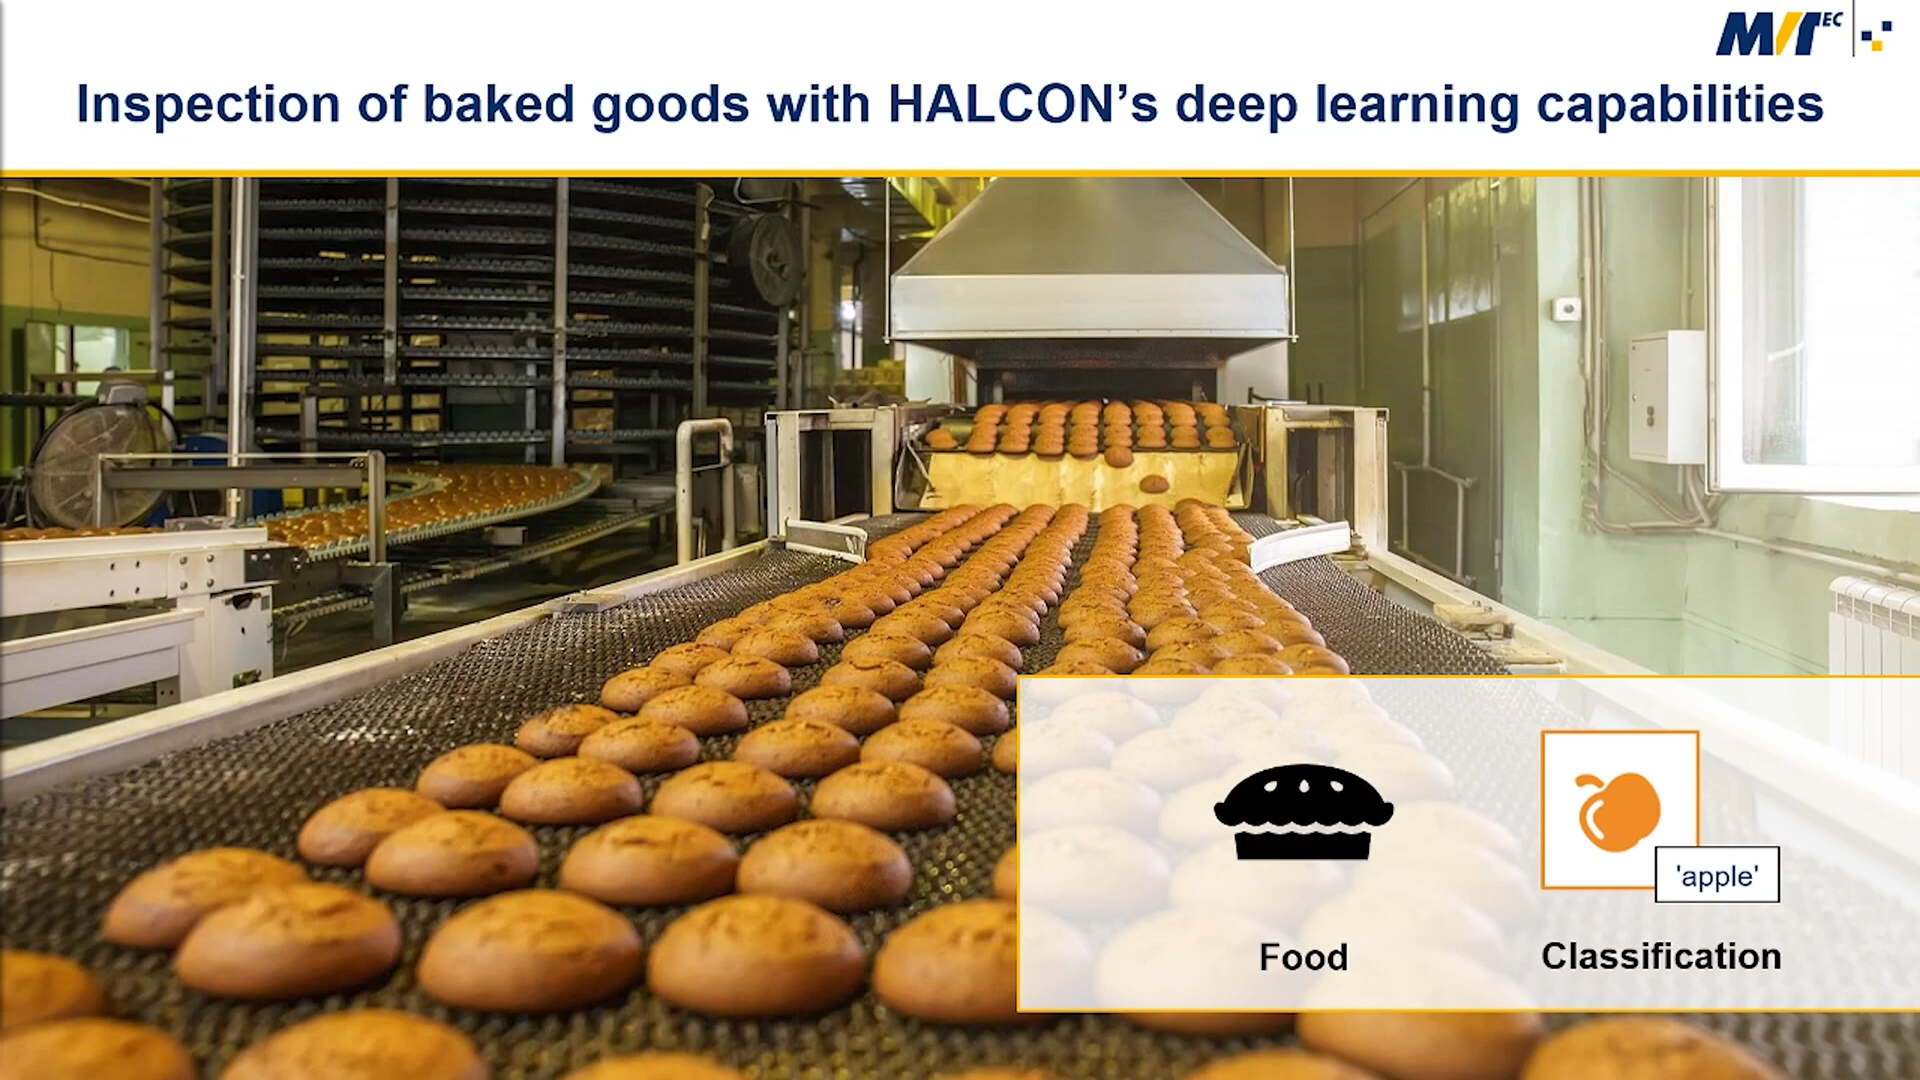 MVTEC
Inspection of baked goods with HALCON’s deep learning capabilities
'apple'
Food
Classification